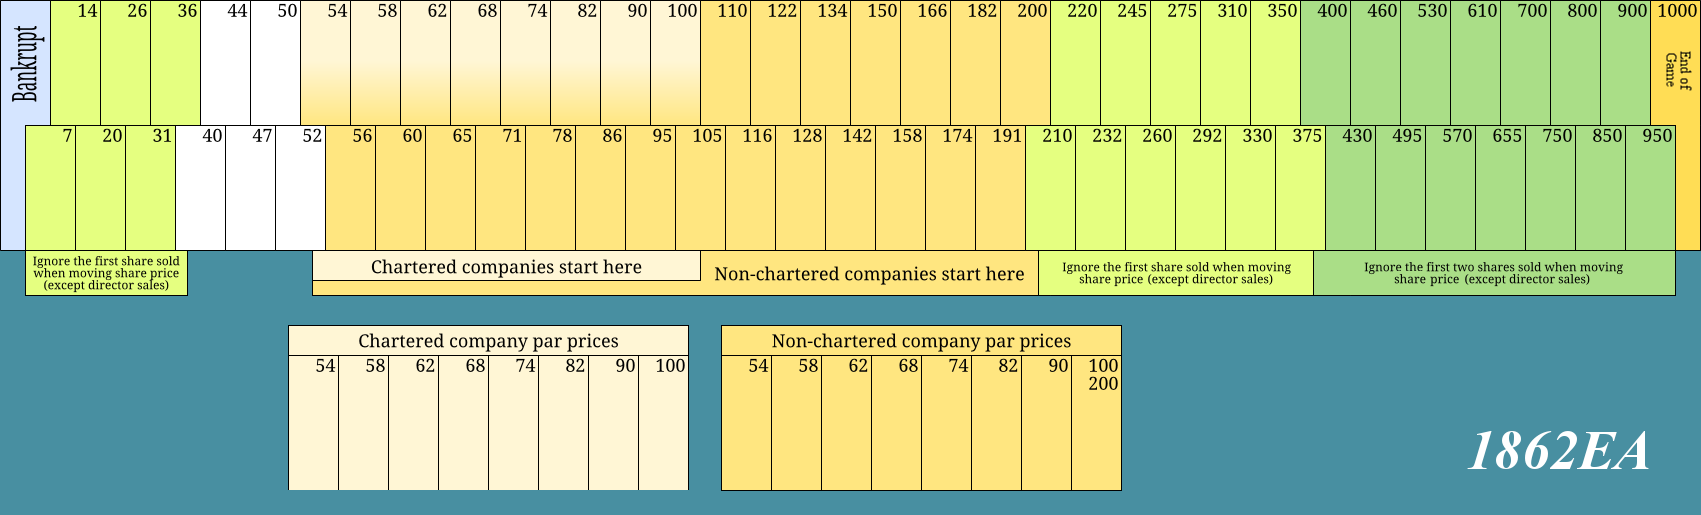 14 26 36 44 50 54 58 62 68 74 82 90 100 110 122 134 150 166 182 200 220 245 275 310 350 400 460 530 610 700 800 900 1000
Bankrupt
End of
Game
7 20 31 40 47 52 56 60 65 71 78 86 95 105 116 128 142 158 174 191 210 232 260 292 330 375 430 495 570 655 750 850 950
Ignore the first share sold
when moving share price
(except director sales)
Chartered companies start here
Non-chartered companies start here
Ignore the first share sold when moving
share price (except director sales)
Ignore the first two shares sold when moving
share price (except director sales)
Chartered company par prices
54 58 62 68 74 82 90 100
Non-chartered company par prices
54 58 62 68 74 82 90 100
200
1862EA